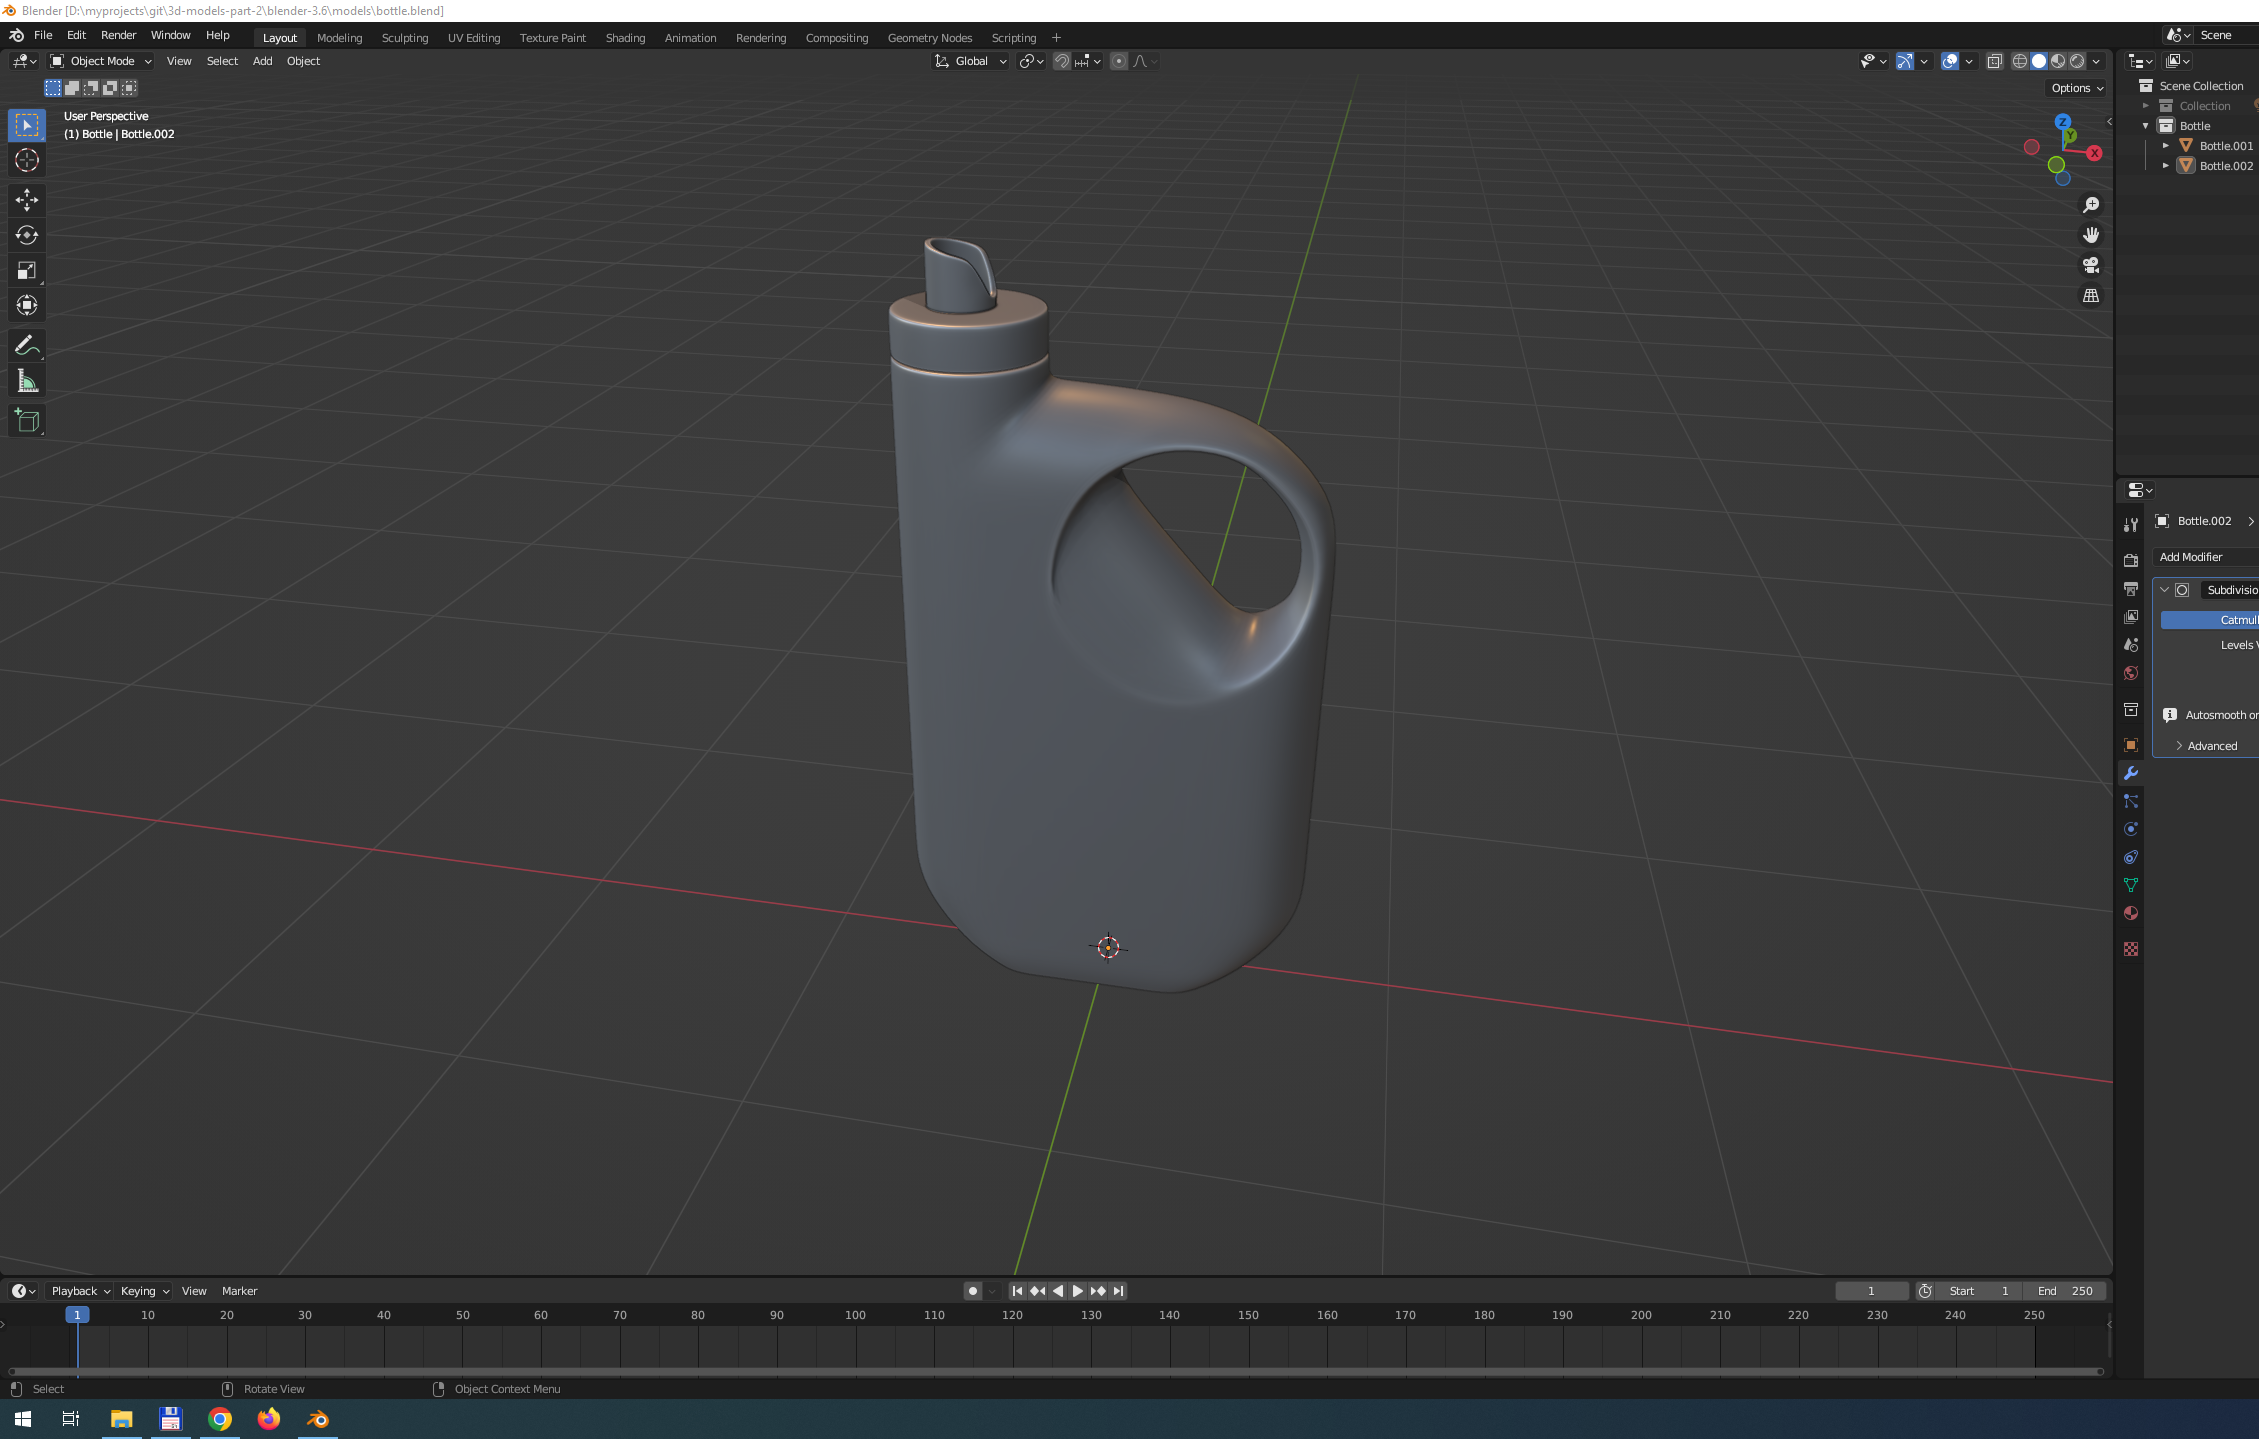 Blender [D:\myprojects\git\3d-models-part-2\blender-3.6\models\bottle.blend]
File Edit Render Window Help Layout Modeling Sculpting UV Editing Texture Paint Shading Animation Rendering Compositing Geometry Nodes Scripting + Scene
Object Mode View Select Add Object Global
Options
User Perspective
(1) Bottle | Bottle.002
Z
Y
X
Scene Collection
Collection
Bottle
Bottle.001
Bottle.002
Bottle.002
Add Modifier
Subdivisio
Catmull
Levels V
Autosmooth or
Advanced
Playback Keying View Marker 1 Start 1 End 250
1 10 20 30 40 50 60 70 80 90 100 110 120 130 140 150 160 170 180 190 200 210 220 230 240 250
Select Rotate View Object Context Menu